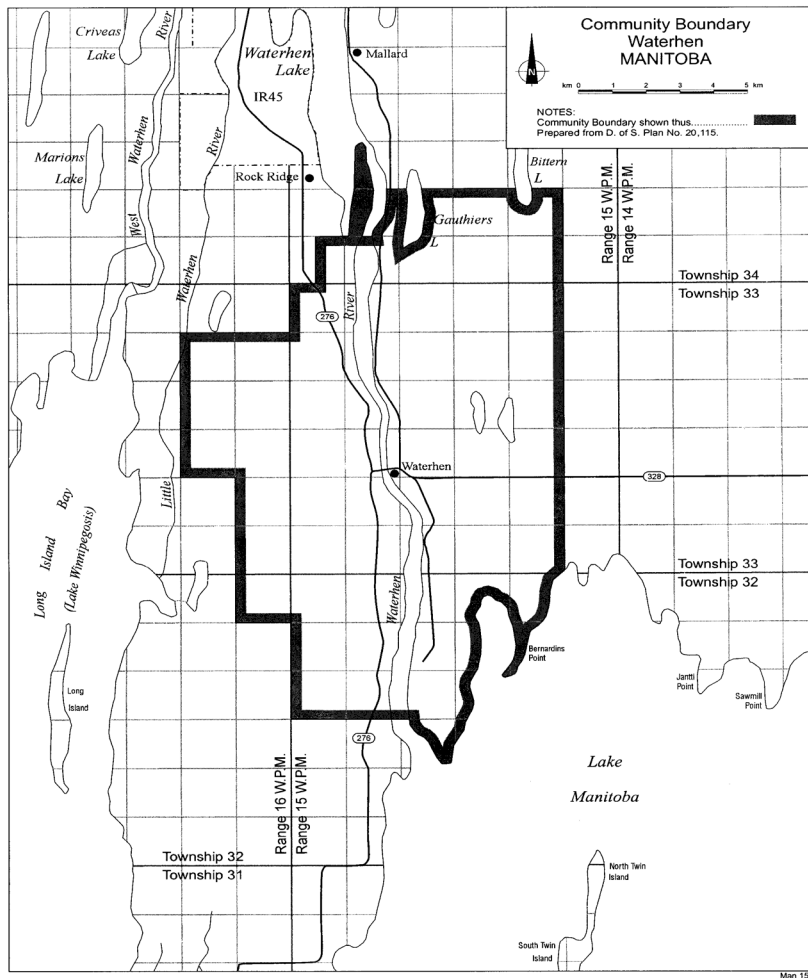 Community Boundary
Waterhen
MANITOBA
N
km 0 1 2 3 4 5 km
NOTES:
Community Boundary shown thus..............
Prepared from D. of S. Plan No. 20,115.
Criveas
Lake
River
Waterhen
Lake
Mallard
IR45
Waterhen
River
Marions
Lake
Rock Ridge
West
Bittern
L
Gauthiers
L
Range 15 W.P.M.
Range 14 W.P.M.
Waterhen
River
Township 34
Township 33
276
Waterhen
328
Little
Long Island Bay
(Lake Winnipegosis)
Township 33
Township 32
Waterhen
Bernardins
Point
Jantti
Point
Sawmill
Point
Long
Island
276
Range 16 W.P.M.
Range 15 W.P.M.
Lake
Manitoba
Township 32
Township 31
North Twin
Island
South Twin
Island
Map 15